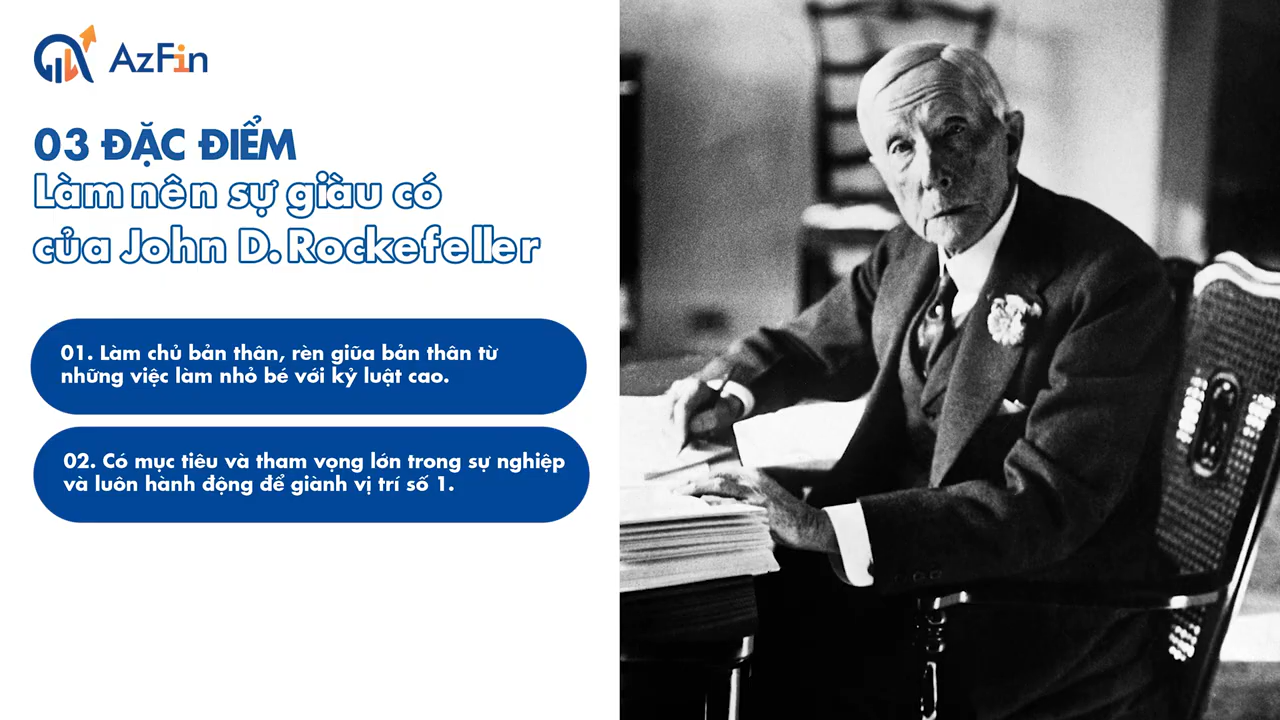 AzFin
03 ĐẶC ĐIỂM
Làm nên sự giàu có
của John D. Rockefeller
01. Làm chủ bản thân, rèn giũa bản thân từ
những việc làm nhỏ bé với kỷ luật cao.
02. Có mục tiêu và tham vọng lớn trong sự nghiệp
và luôn hành động để giành vị trí số 1.